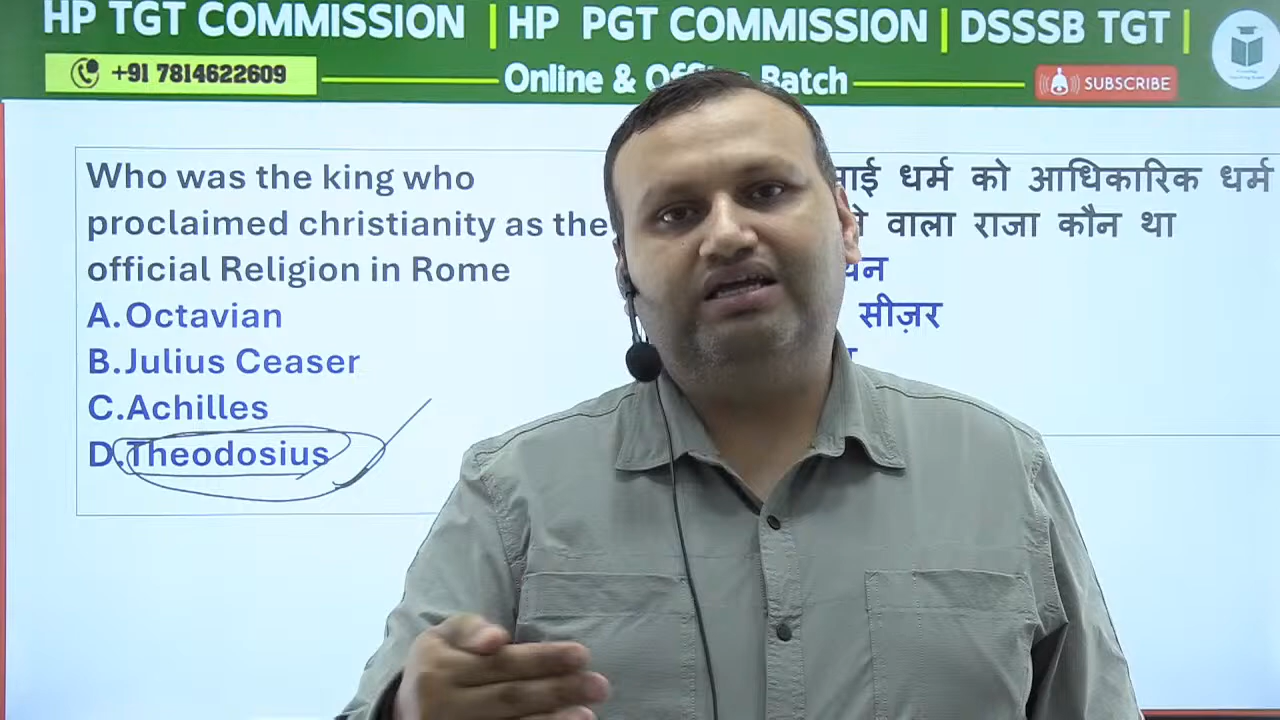 HP TGT COMMISSION | HP PGT COMMISSION | DSSSB TGT |
+91 7814622609
Online & Batch
SUBSCRIBE
Who was the king who
proclaimed christianity as the
official Religion in Rome
A.Octavian
B.Julius Ceaser
C.Achilles
D.Theodosius
धर्म को आधिकारिक धर्म
वाला राजा कौन था
सीज़र